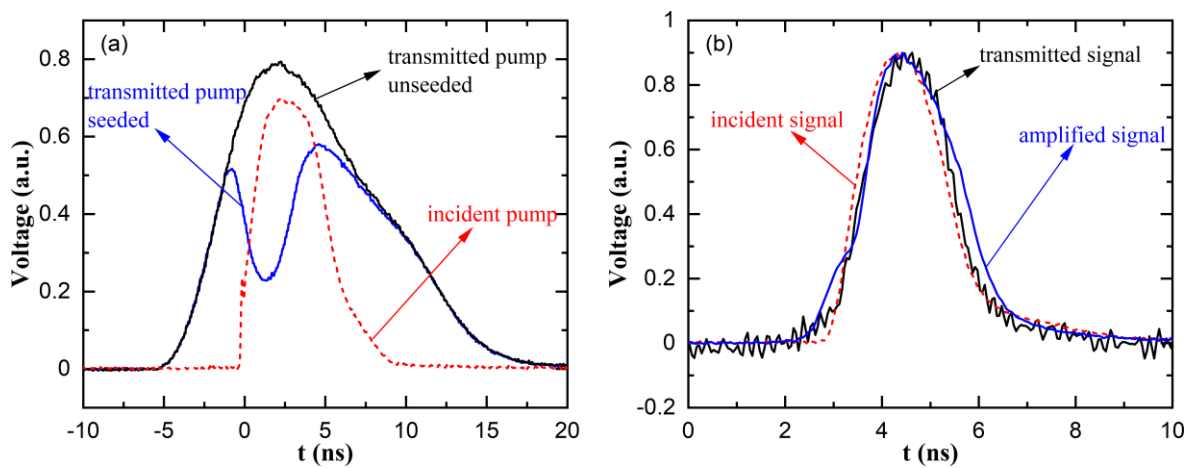 (a)
transmitted pump
unseeded
transmitted pump
seeded
incident pump
Voltage (a.u.)
0.8
0.6
0.4
0.2
0
-10
-5
0
5
10
15
20
t (ns)
(b)
transmitted signal
incident signal
amplified signal
Voltage (a.u.)
1
0.8
0.6
0.4
0.2
0
-0.2
0
2
4
6
8
10
t (ns)